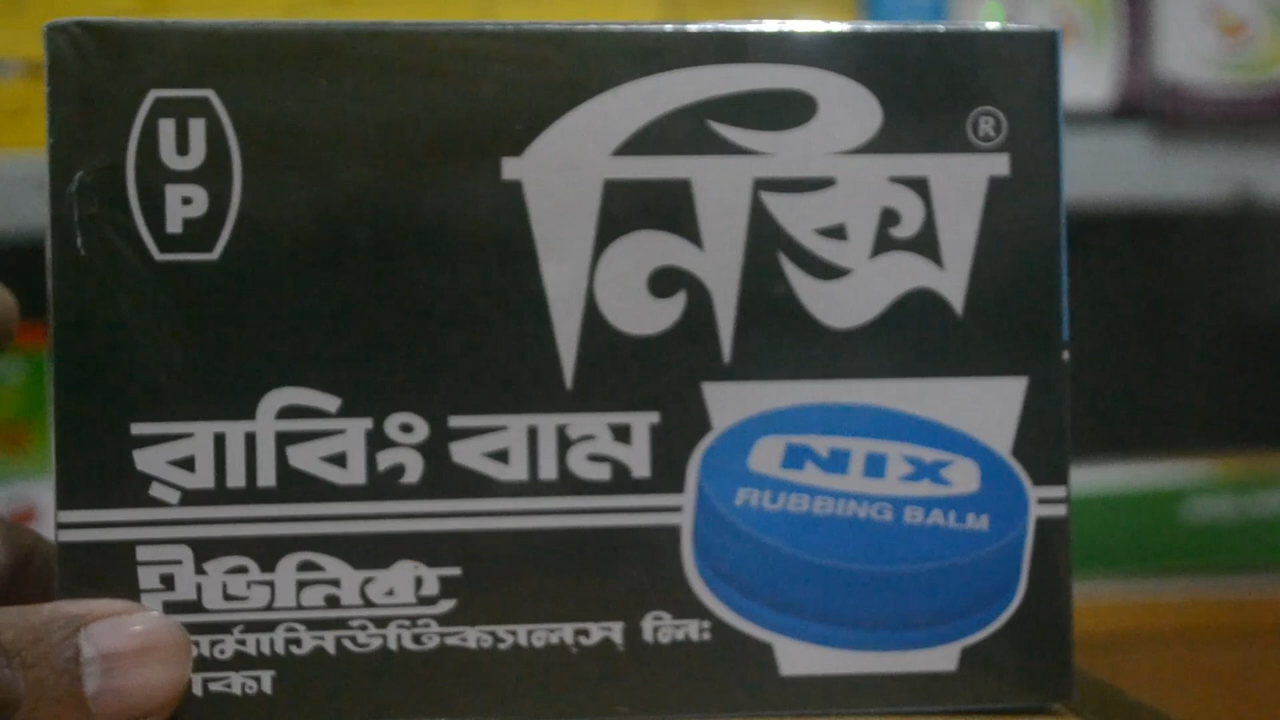 U
P
নিক্স
®
রাবিং বাম
NIX
RUBBING BALM
ইউনিক
র্মাসিউটিক্যালস্ লিঃ
কা